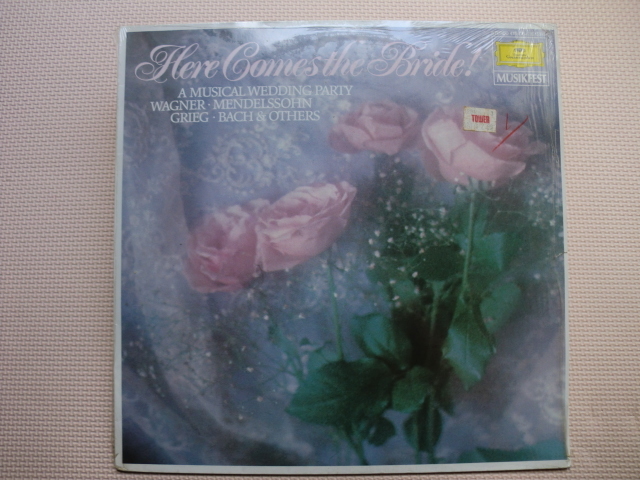 Here Comes the Bride!
A MUSICAL WEDDING PARTY
WAGNER · MENDELSSOHN
GRIEG · BACH & OTHERS
MUSIKFEST
TOWER